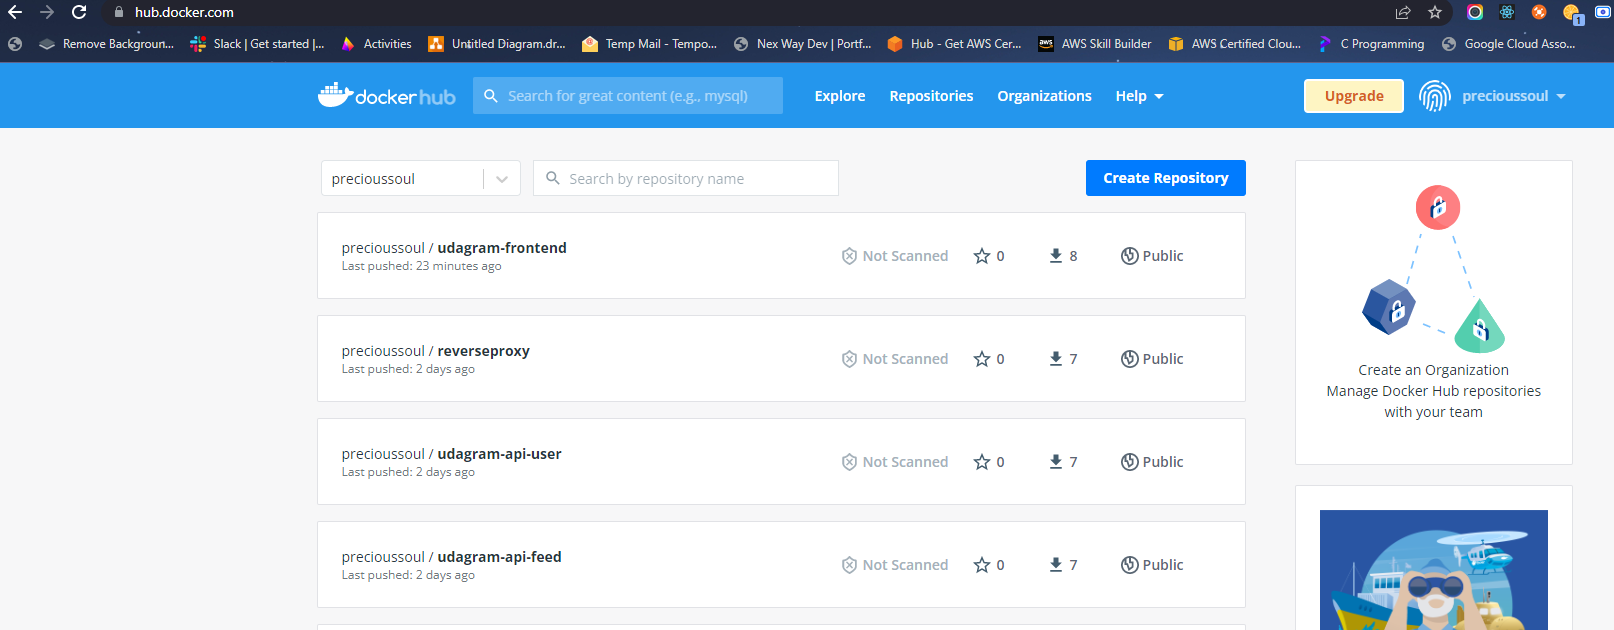 hub.docker.com
Remove Backgroun...
Slack | Get started |...
Activities
Untitled Diagram.dr...
Temp Mail - Tempo...
Nex Way Dev | Portf...
Hub - Get AWS Cer...
aws
AWS Skill Builder
AWS Certified Clou...
C Programming
Google Cloud Asso...
1
dockerhub
Search for great content (e.g., mysql)
Explore
Repositories
Organizations
Help
Upgrade
precioussoul
precioussoul
Search by repository name
Create Repository
precioussoul / udagram-frontend
Last pushed: 23 minutes ago
Not Scanned
0
8
Public
precioussoul / reverseproxy
Last pushed: 2 days ago
Not Scanned
0
7
Public
precioussoul / udagram-api-user
Last pushed: 2 days ago
Not Scanned
0
7
Public
precioussoul / udagram-api-feed
Last pushed: 2 days ago
Not Scanned
0
7
Public
Create an Organization
Manage Docker Hub repositories
with your team